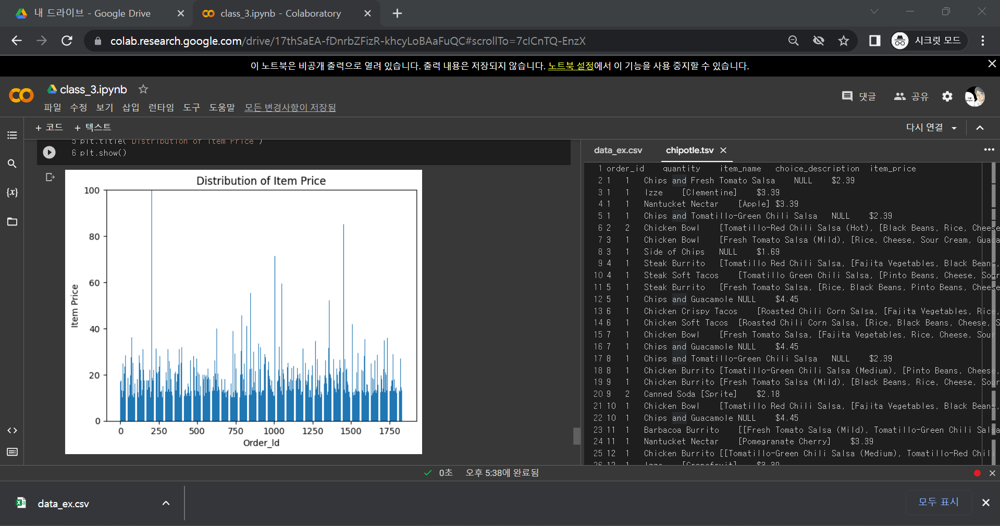 내 드라이브 - Google Drive
class_3.ipynb - Colaboratory
colab.research.google.com/drive/17thSaEA-fDnrbZFizR-khcyLoBAaFuQC#scrollTo=7cICnTQ-EnzX
시크릿 모드
이 노트북은 비공개 출력으로 열려 있습니다. 출력 내용은 저장되지 않습니다. 노트북 설정에서 이 기능을 사용 중지할 수 있습니다.
class_3.ipynb
댓글 공유
파일 수정 보기 삽입 런타임 도구 도움말 모든 변경사항이 저장됨
+ 코드 + 텍스트
다시 연결
5 plt.title('Distribution of Item Price')
6 plt.show()
Distribution of Item Price
100
80
60
40
20
0
Item Price
0 250 500 750 1000 1250 1500 1750
Order_Id
data_ex.csv chipotle.tsv
1 order_id quantity item_name choice_description item_price
2 1 1 Chips and Fresh Tomato Salsa NULL $2.39
3 1 1 Izze [Clementine] $3.39
4 1 1 Nantucket Nectar [Apple] $3.39
5 1 1 Chips and Tomatillo-Green Chili Salsa NULL $2.39
6 2 2 Chicken Bowl [Tomatillo-Red Chili Salsa (Hot), [Black Beans, Rice, Cheese
7 3 1 Chicken Bowl [Fresh Tomato Salsa (Mild), [Rice, Cheese, Sour Cream, Guaca
8 3 1 Side of Chips NULL $1.69
9 4 1 Steak Burrito [Tomatillo Red Chili Salsa, [Fajita Vegetables, Black Beans,
10 4 1 Steak Soft Tacos [Tomatillo Green Chili Salsa, [Pinto Beans, Cheese, Sour
11 5 1 Steak Burrito [Fresh Tomato Salsa, [Rice, Black Beans, Pinto Beans, Cheese
12 5 1 Chips and Guacamole NULL $4.45
13 6 1 Chicken Crispy Tacos [Roasted Chili Corn Salsa, [Fajita Vegetables, Rice,
14 6 1 Chicken Soft Tacos [Roasted Chili Corn Salsa, [Rice, Black Beans, Cheese, S
15 7 1 Chicken Bowl [Fresh Tomato Salsa, [Fajita Vegetables, Rice, Cheese, Sour
16 7 1 Chips and Guacamole NULL $4.45
17 8 1 Chips and Tomatillo-Green Chili Salsa NULL $2.39
18 8 1 Chicken Burrito [Tomatillo-Green Chili Salsa (Medium), [Pinto Beans, Cheese,
19 9 1 Chicken Burrito [Fresh Tomato Salsa (Mild), [Black Beans, Rice, Cheese, Sour
20 9 2 Canned Soda [Sprite] $2.18
21 10 1 Chicken Bowl [Tomatillo Red Chili Salsa, [Fajita Vegetables, Black Beans,
22 10 1 Chips and Guacamole NULL $4.45
23 11 1 Barbacoa Burrito [[Fresh Tomato Salsa (Mild), Tomatillo-Green Chili Salsa
24 11 1 Nantucket Nectar [Pomegranate Cherry] $3.39
25 12 1 Chicken Burrito [[Tomatillo-Green Chili Salsa (Medium), Tomatillo-Red Chili
26 12 1 Izze [Grapefruit] $3.39
0초 오후 5:38에 완료됨
data_ex.csv
모두 표시